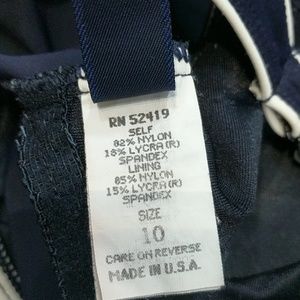 RN 52419
SELF
82% NYLON
18% LYCRA(R)
SPANDEX
LINING
85% NYLON
15% LYCRA(R)
SPANDEX
SIZE
10
CARE ON REVERSE
MADE IN U.S.A.